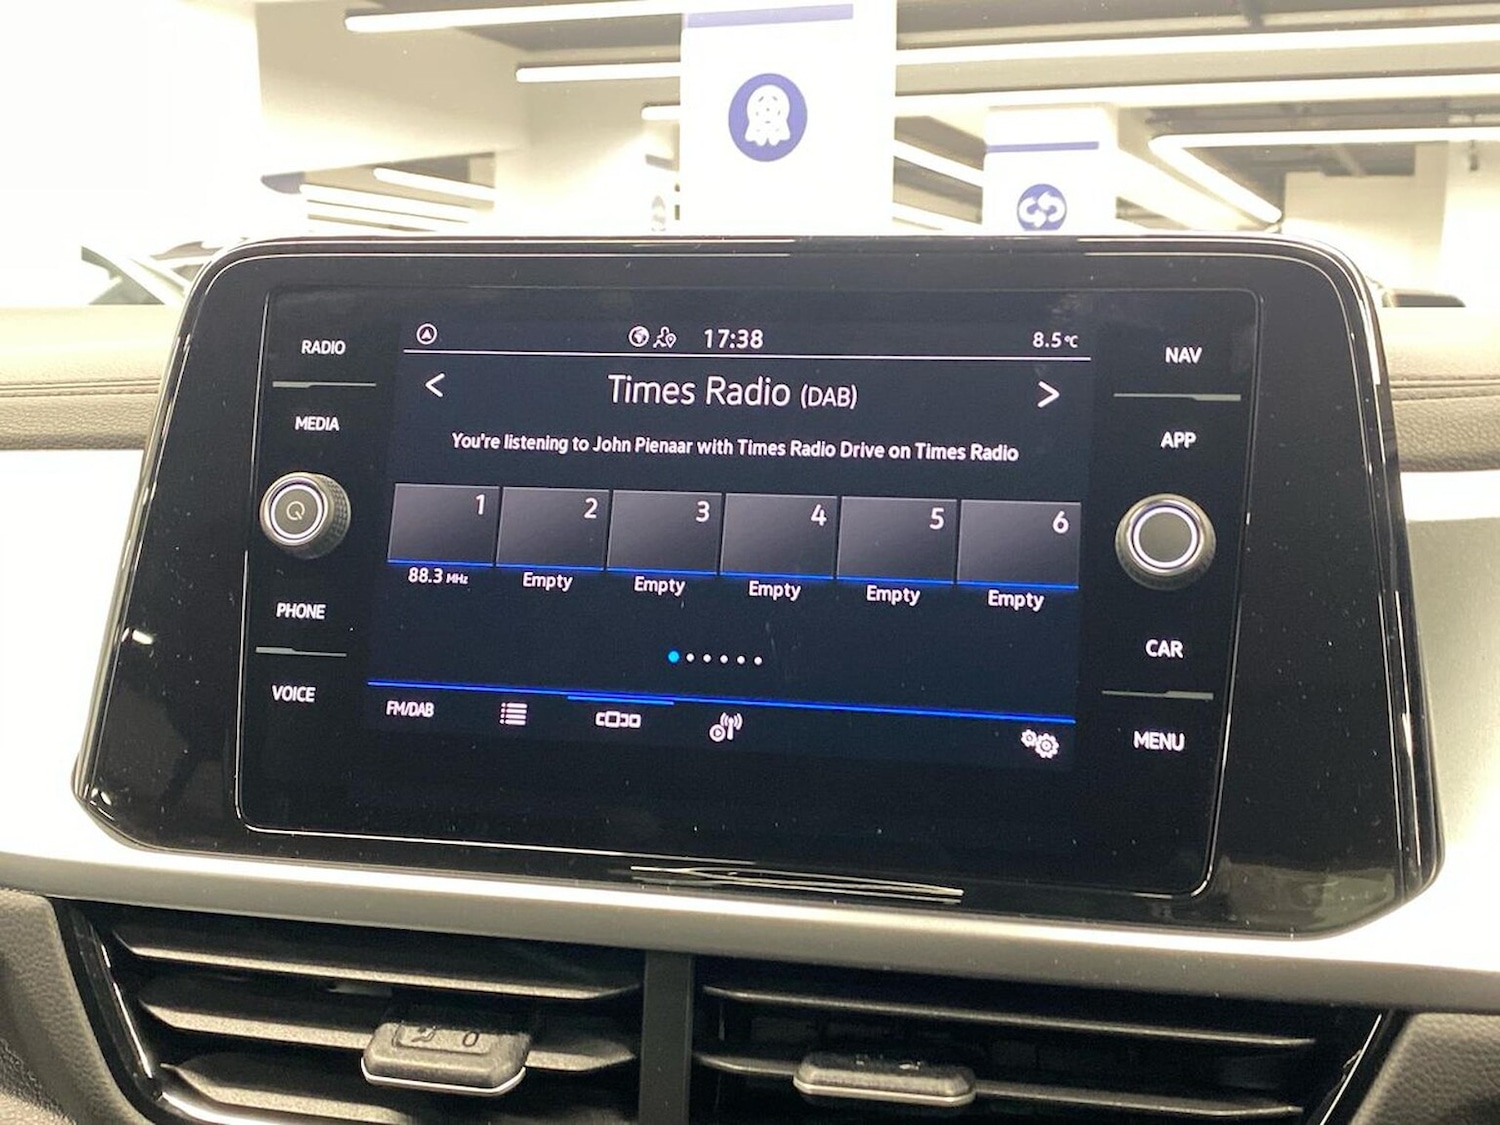 RADIO
MEDIA
PHONE
VOICE
17:38
8.5°C
< Times Radio (DAB) >
You're listening to John Pienaar with Times Radio Drive on Times Radio
1 2 3 4 5 6
88.3 MHz Empty Empty Empty Empty Empty
FM/DAB
NAV
APP
CAR
MENU
0